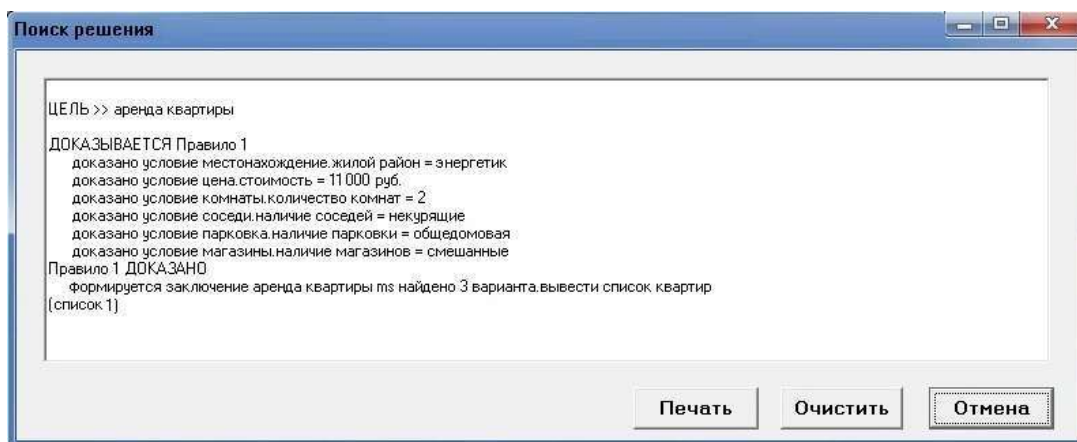 Поиск решения
ЦЕЛЬ >> аренда квартиры
ДОКАЗЫВАЕТСЯ Правило 1
доказано условие местонахождение.жилой район = энергетик
доказано условие цена.стоимость = 11000 руб.
доказано условие комнаты.количество комнат = 2
доказано условие соседи.наличие соседей = некурящие
доказано условие парковка.наличие парковки = общедомовая
доказано условие магазины.наличие магазинов = смешанные
Правило 1 ДОКАЗАНО
формируется заключение аренда квартиры ms найдено 3 варианта.вывести список квартир
(список 1)
Печать Очистить Отмена